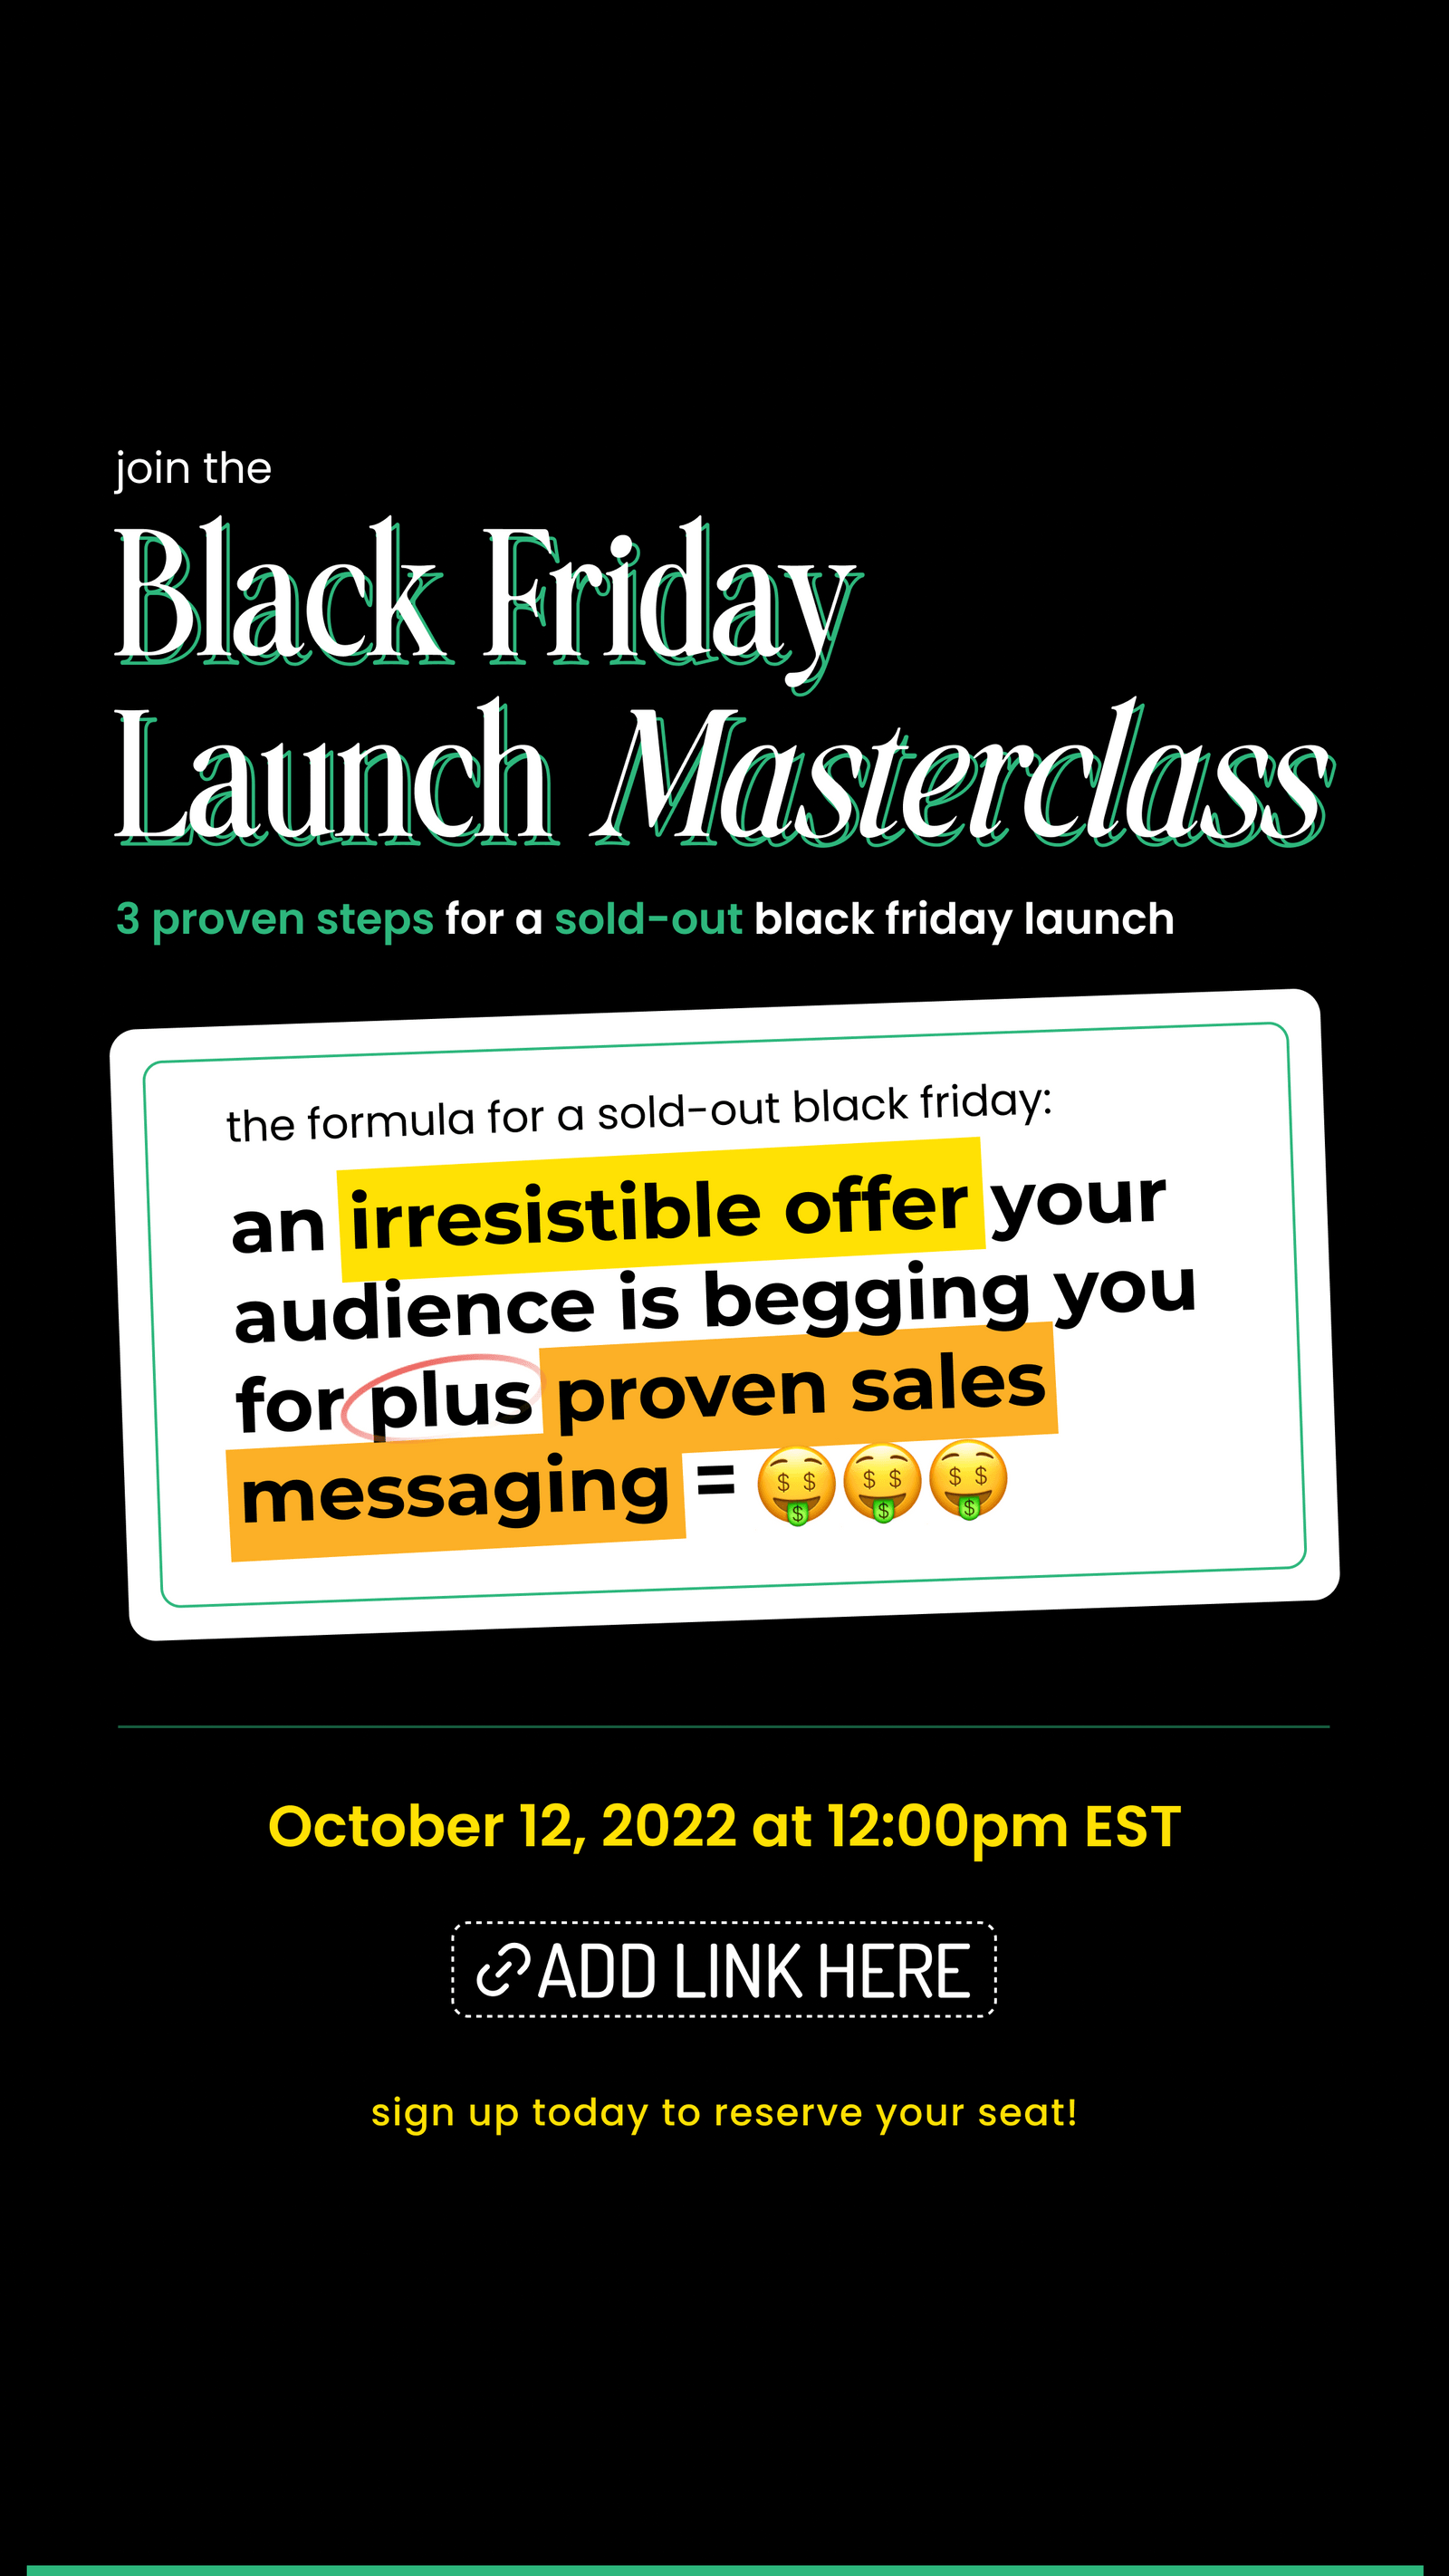 join the
Black Friday
Launch Masterclass
3 proven steps for a sold-out black friday launch
the formula for a sold-out black friday:
an irresistible offer your
audience is begging you
for plus proven sales
messaging = 🤑🤑🤑
October 12, 2022 at 12:00pm EST
ADD LINK HERE
sign up today to reserve your seat!